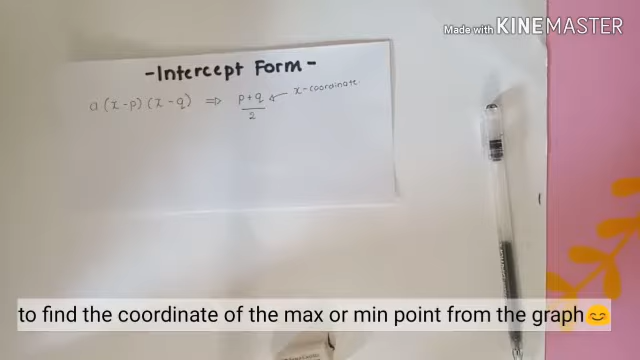 Made with KINEMASTER
-Intercept Form-
a (x-p) (x-q) ⇒ p+q/2 ← x-coordinate
to find the coordinate of the max or min point from the graph😊